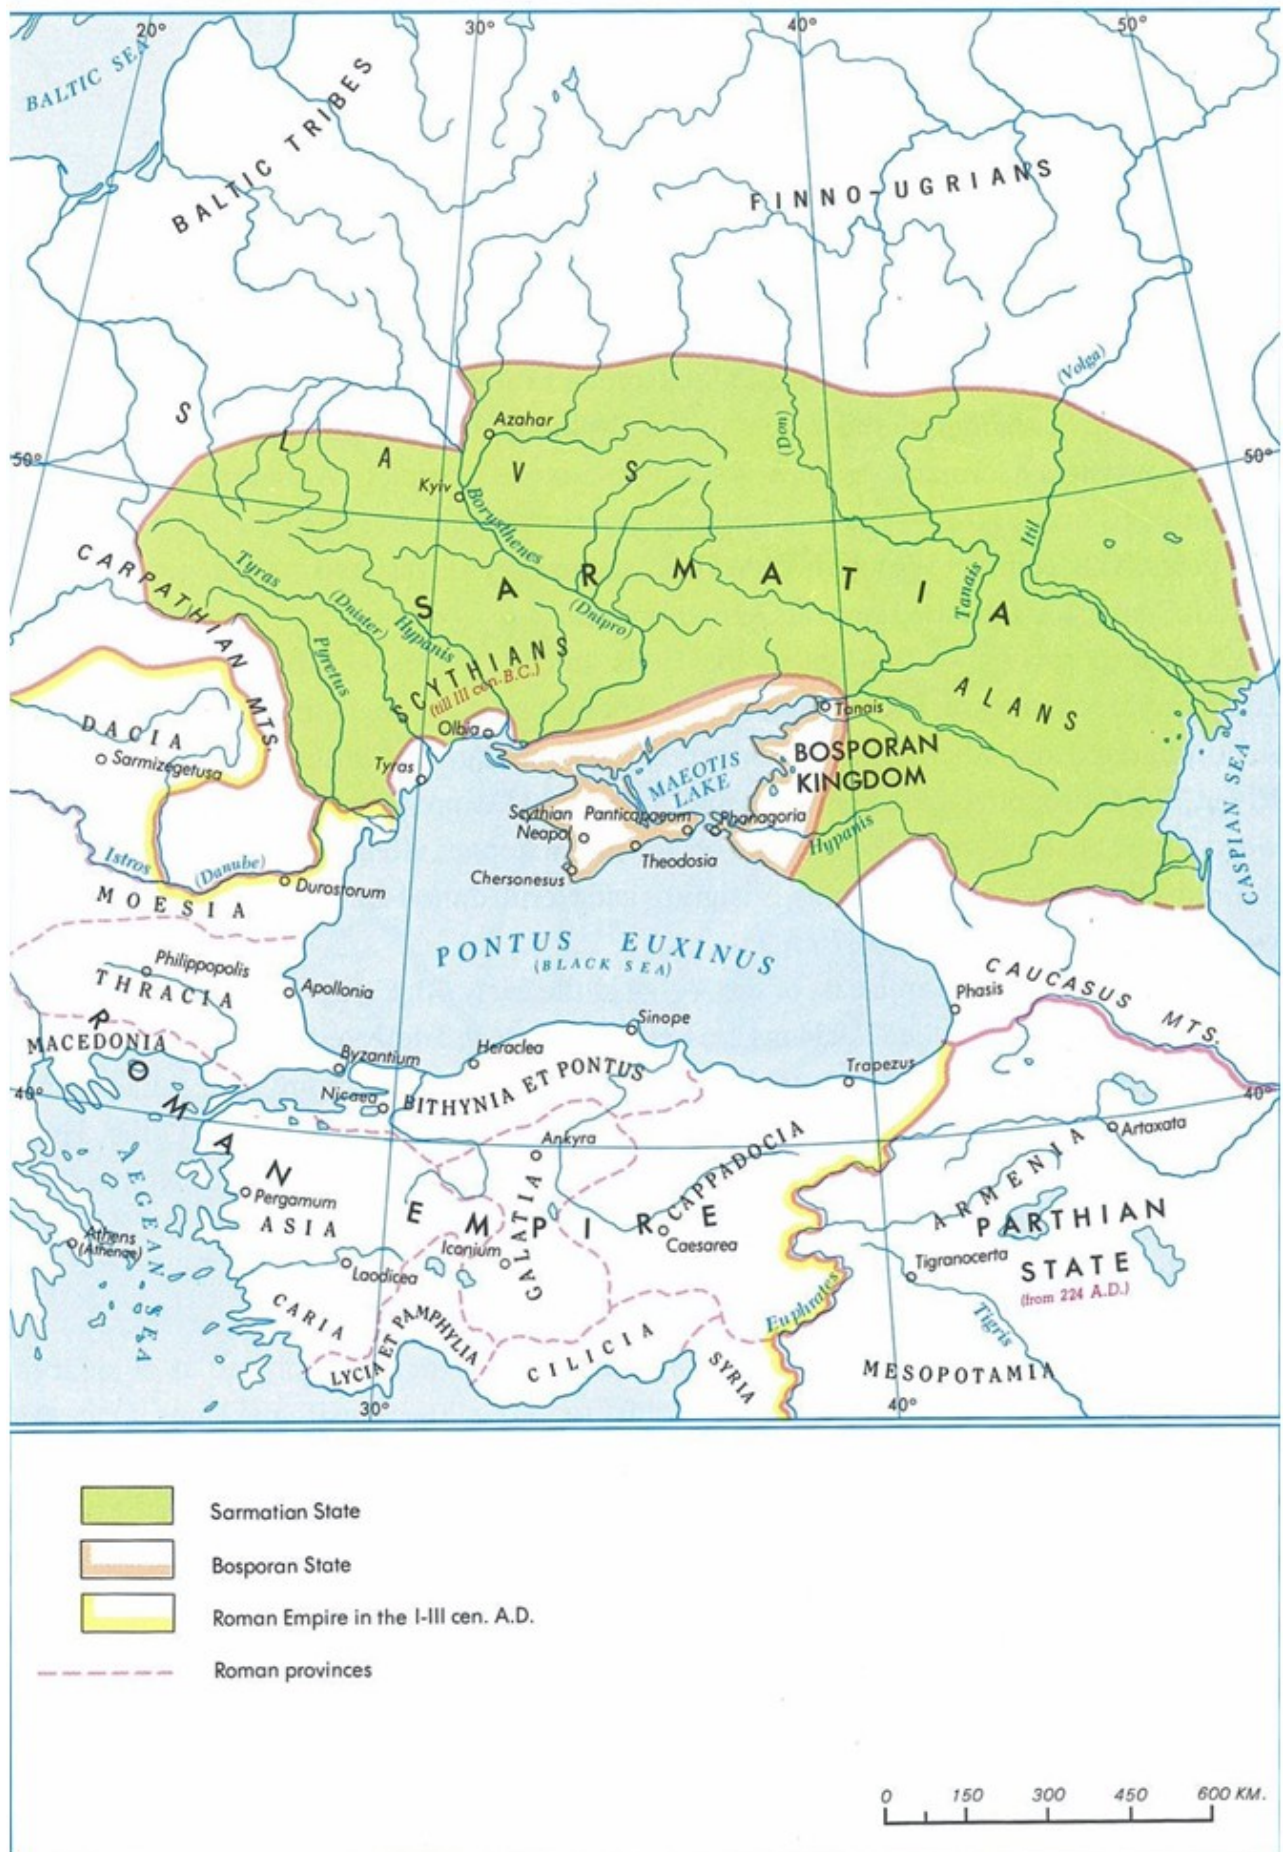 20°
30°
40°
50°
BALTIC SEA
BALTIC TRIBES
FINNO-UGRIANS
(Volga)
SLAVS
Azahar
(Don)
50°
50°
Kyiv
Borysthenes
Itil
CARPATHIAN MTS.
Tyras
(Dnister)
Hypanis
(Dnipro)
SARMATIA
Tanais
Pyretus
SCYTHIANS
(till III cen. B.C.)
ALANS
DACIA
Sarmizegetusa
Olbia
Tyras
Tanais
BOSPORAN
KINGDOM
MAEOTIS
LAKE
CASPIAN SEA
Scythian
Neapol
Panticapaeum
Phanagoria
Hypanis
Theodosia
Chersonesus
Istros
(Danube)
Durostorum
MOESIA
PONTUS EUXINUS
(BLACK SEA)
Philippopolis
THRACIA
Apollonia
CAUCASUS MTS.
Phasis
Sinope
MACEDONIA
Byzantium
Heraclea
Trapezus
40°
40°
Nicaea
BITHYNIA ET PONTUS
Ankyra
Artaxata
ROMAN EMPIRE
AEGEAN SEA
Pergamum
ASIA
GALATIA
CAPPADOCIA
ARMENIA
PARTHIAN
STATE
(from 224 A.D.)
Athens
(Athenae)
Iconium
Caesarea
Tigranocerta
Laodicea
CARIA
LYCIA ET PAMPHYLIA
CILICIA
SYRIA
Euphrates
Tigris
MESOPOTAMIA
30°
40°
Sarmatian State
Bosporan State
Roman Empire in the I-III cen. A.D.
Roman provinces
0 150 300 450 600 KM.